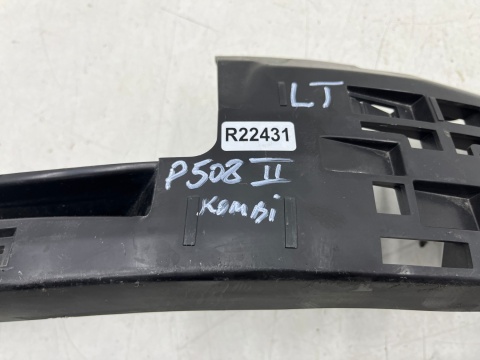 LT
R22431
P508 II
KOMBI